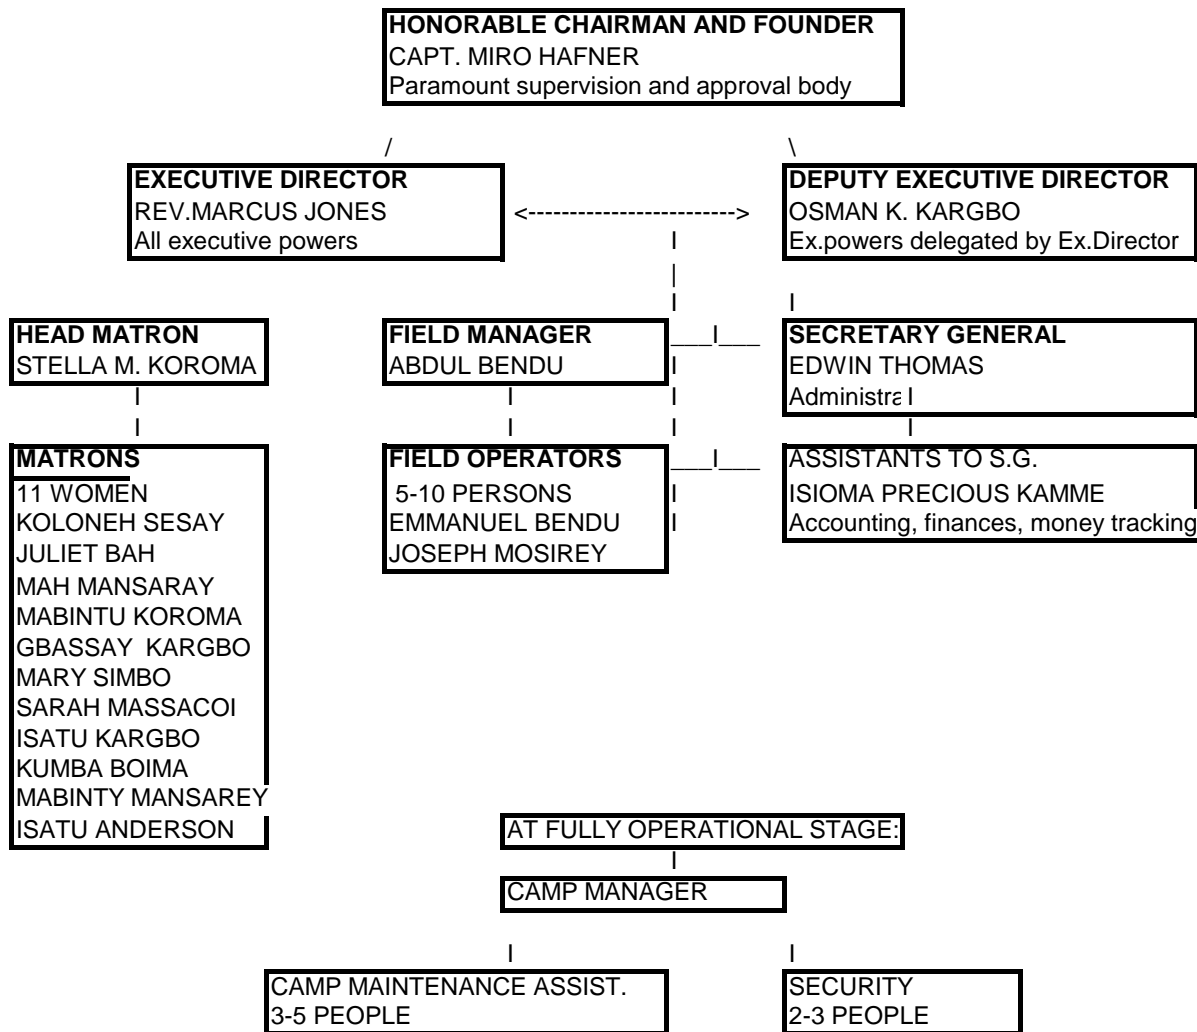 HONORABLE CHAIRMAN AND FOUNDER
CAPT. MIRO HAFNER
Paramount supervision and approval body
EXECUTIVE DIRECTOR
REV.MARCUS JONES
All executive powers
<------------------------->
DEPUTY EXECUTIVE DIRECTOR
OSMAN K. KARGBO
Ex.powers delegated by Ex.Director
HEAD MATRON
STELLA M. KOROMA
FIELD MANAGER
ABDUL BENDU
SECRETARY GENERAL
EDWIN THOMAS
MATRONS
11 WOMEN
KOLONEH SESAY
JULIET BAH
MAH MANSARAY
MABINTU KOROMA
GBASSAY KARGBO
MARY SIMBO
SARAH MASSACOI
ISATU KARGBO
KUMBA BOIMA
MABINTY MANSAREY
ISATU ANDERSON
FIELD OPERATORS
5-10 PERSONS
EMMANUEL BENDU
JOSEPH MOSIREY
ASSISTANTS TO S.G.
ISIOMA PRECIOUS KAMME
Accounting, finances, money tracking
AT FULLY OPERATIONAL STAGE:
CAMP MANAGER
CAMP MAINTENANCE ASSIST.
3-5 PEOPLE
SECURITY
2-3 PEOPLE